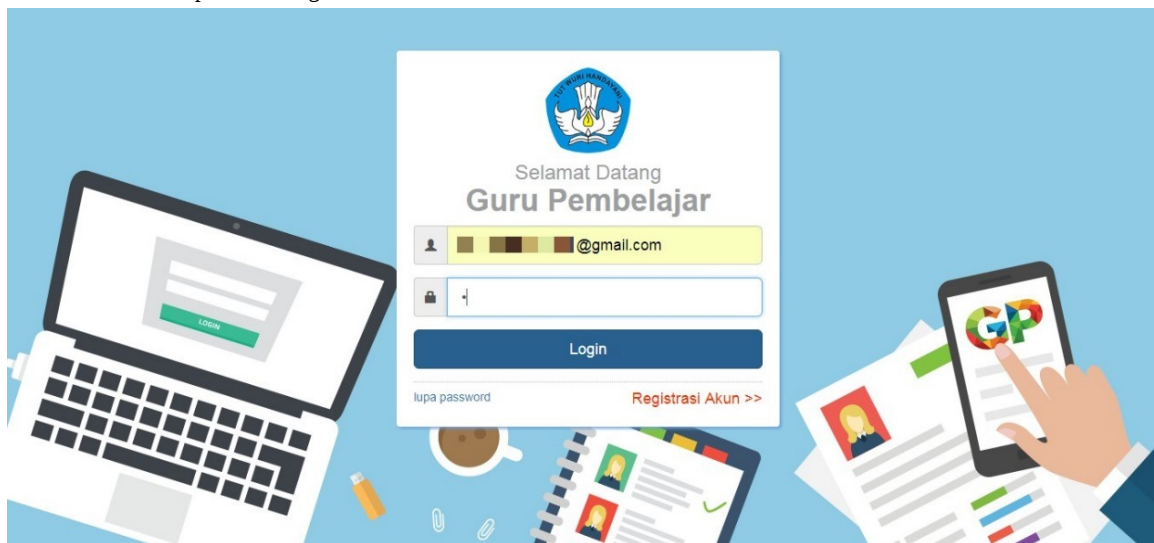 TUT WURI HANDAYANI
Selamat Datang
Guru Pembelajar
@gmail.com
Login
lupa password
Registrasi Akun >>
LOGIN
GP